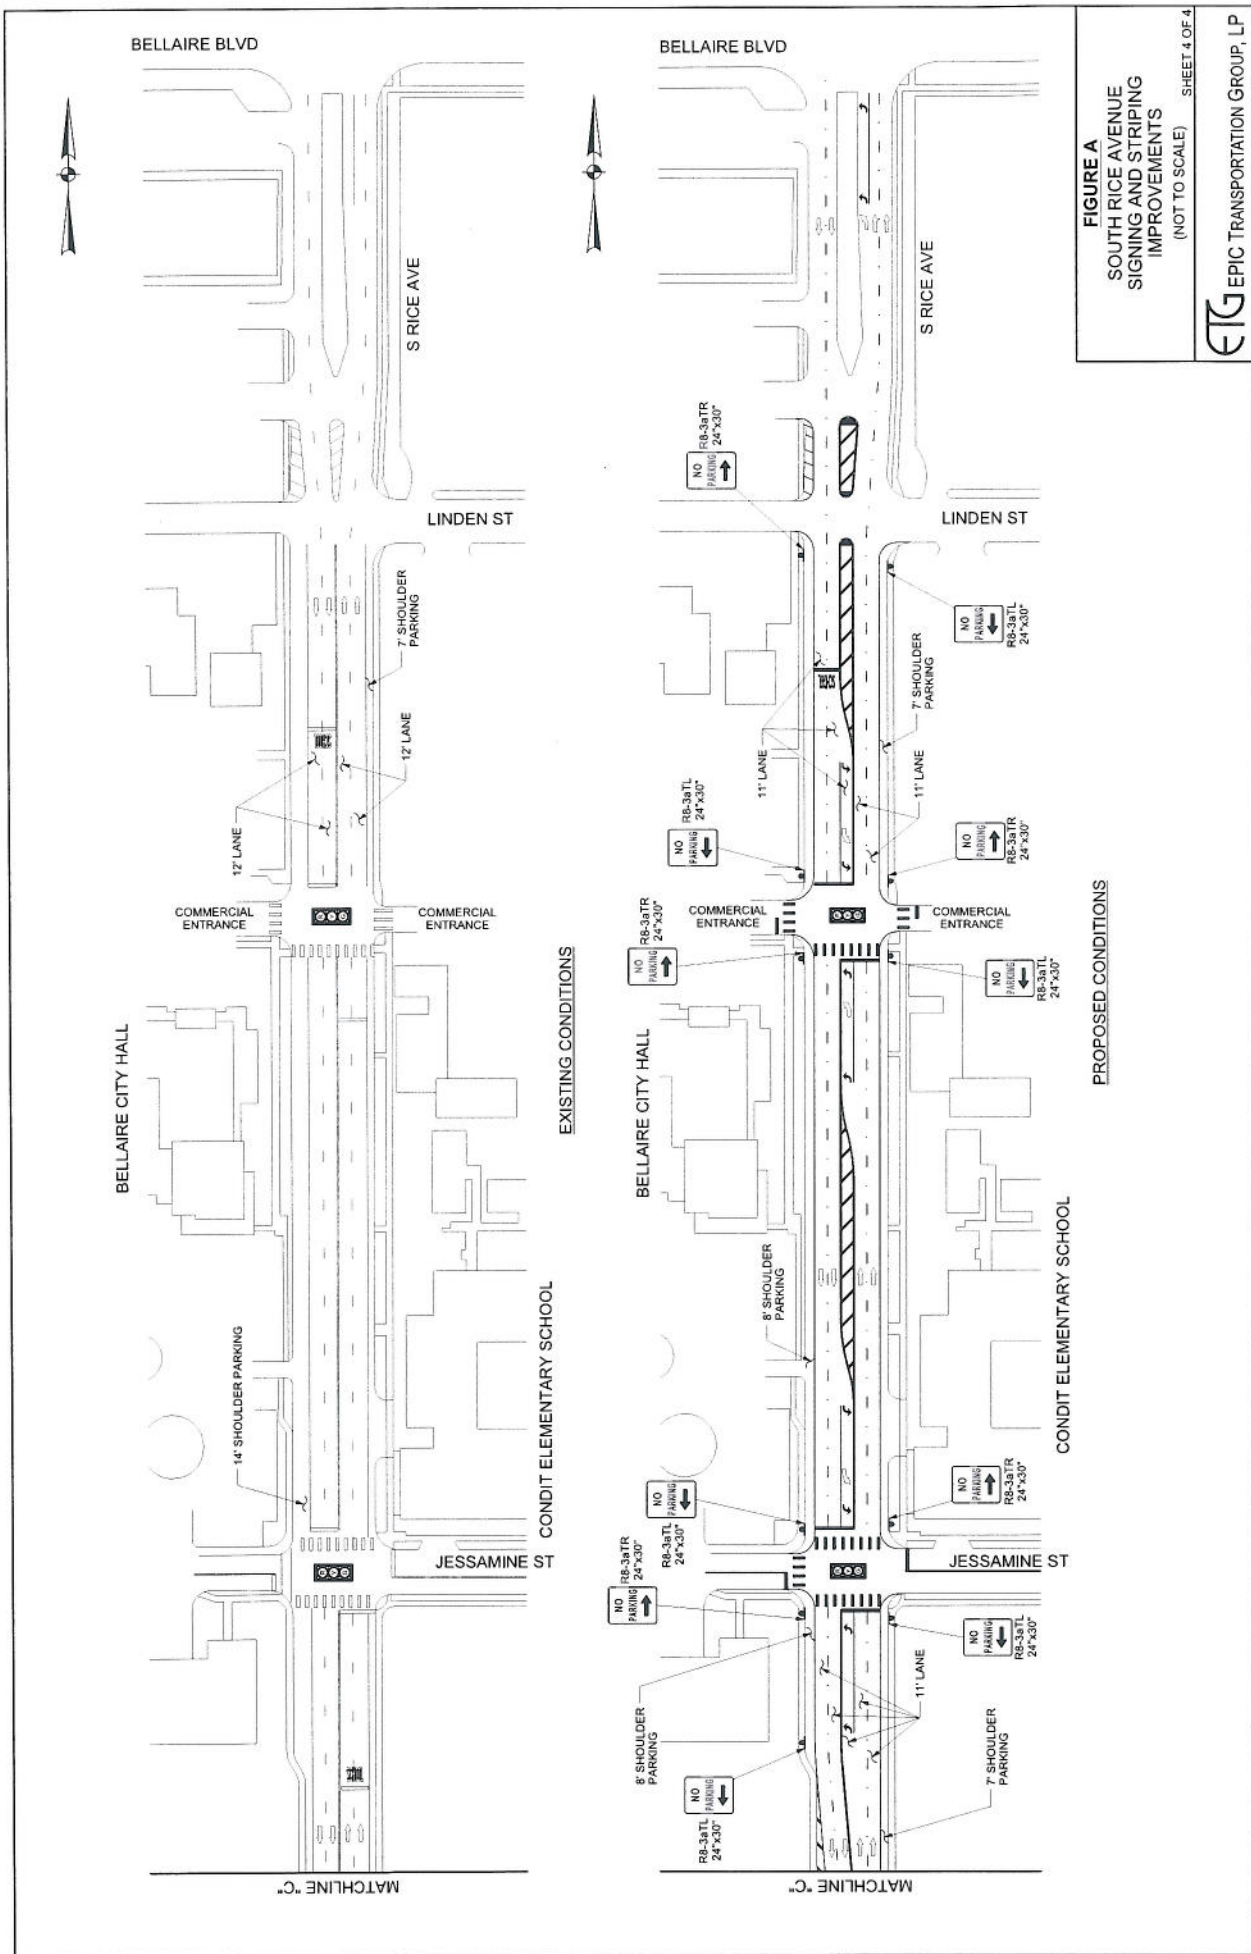 BELLAIRE BLVD
S RICE AVE
LINDEN ST
7' SHOULDER
PARKING
12' LANE
12' LANE
COMMERCIAL
ENTRANCE
COMMERCIAL
ENTRANCE
BELLAIRE CITY HALL
EXISTING CONDITIONS
14' SHOULDER PARKING
CONDIT ELEMENTARY SCHOOL
JESSAMINE ST
MATCHLINE "C"
BELLAIRE BLVD
S RICE AVE
NO
PARKING
R8-3aTR
24"x30"
LINDEN ST
NO
PARKING
R8-3aTL
24"x30"
7' SHOULDER
PARKING
11' LANE
11' LANE
NO
PARKING
R8-3aTL
24"x30"
NO
PARKING
R8-3aTR
24"x30"
COMMERCIAL
ENTRANCE
COMMERCIAL
ENTRANCE
NO
PARKING
R8-3aTR
24"x30"
NO
PARKING
R8-3aTL
24"x30"
BELLAIRE CITY HALL
PROPOSED CONDITIONS
8' SHOULDER
PARKING
CONDIT ELEMENTARY SCHOOL
NO
PARKING
R8-3aTL
24"x30"
NO
PARKING
R8-3aTR
24"x30"
JESSAMINE ST
NO
PARKING
R8-3aTR
24"x30"
NO
PARKING
R8-3aTL
24"x30"
11' LANE
8' SHOULDER
PARKING
7' SHOULDER
PARKING
NO
PARKING
R8-3aTL
24"x30"
MATCHLINE "C"
FIGURE A
SOUTH RICE AVENUE
SIGNING AND STRIPING
IMPROVEMENTS
(NOT TO SCALE)
SHEET 4 OF 4
ETG EPIC TRANSPORTATION GROUP, LP